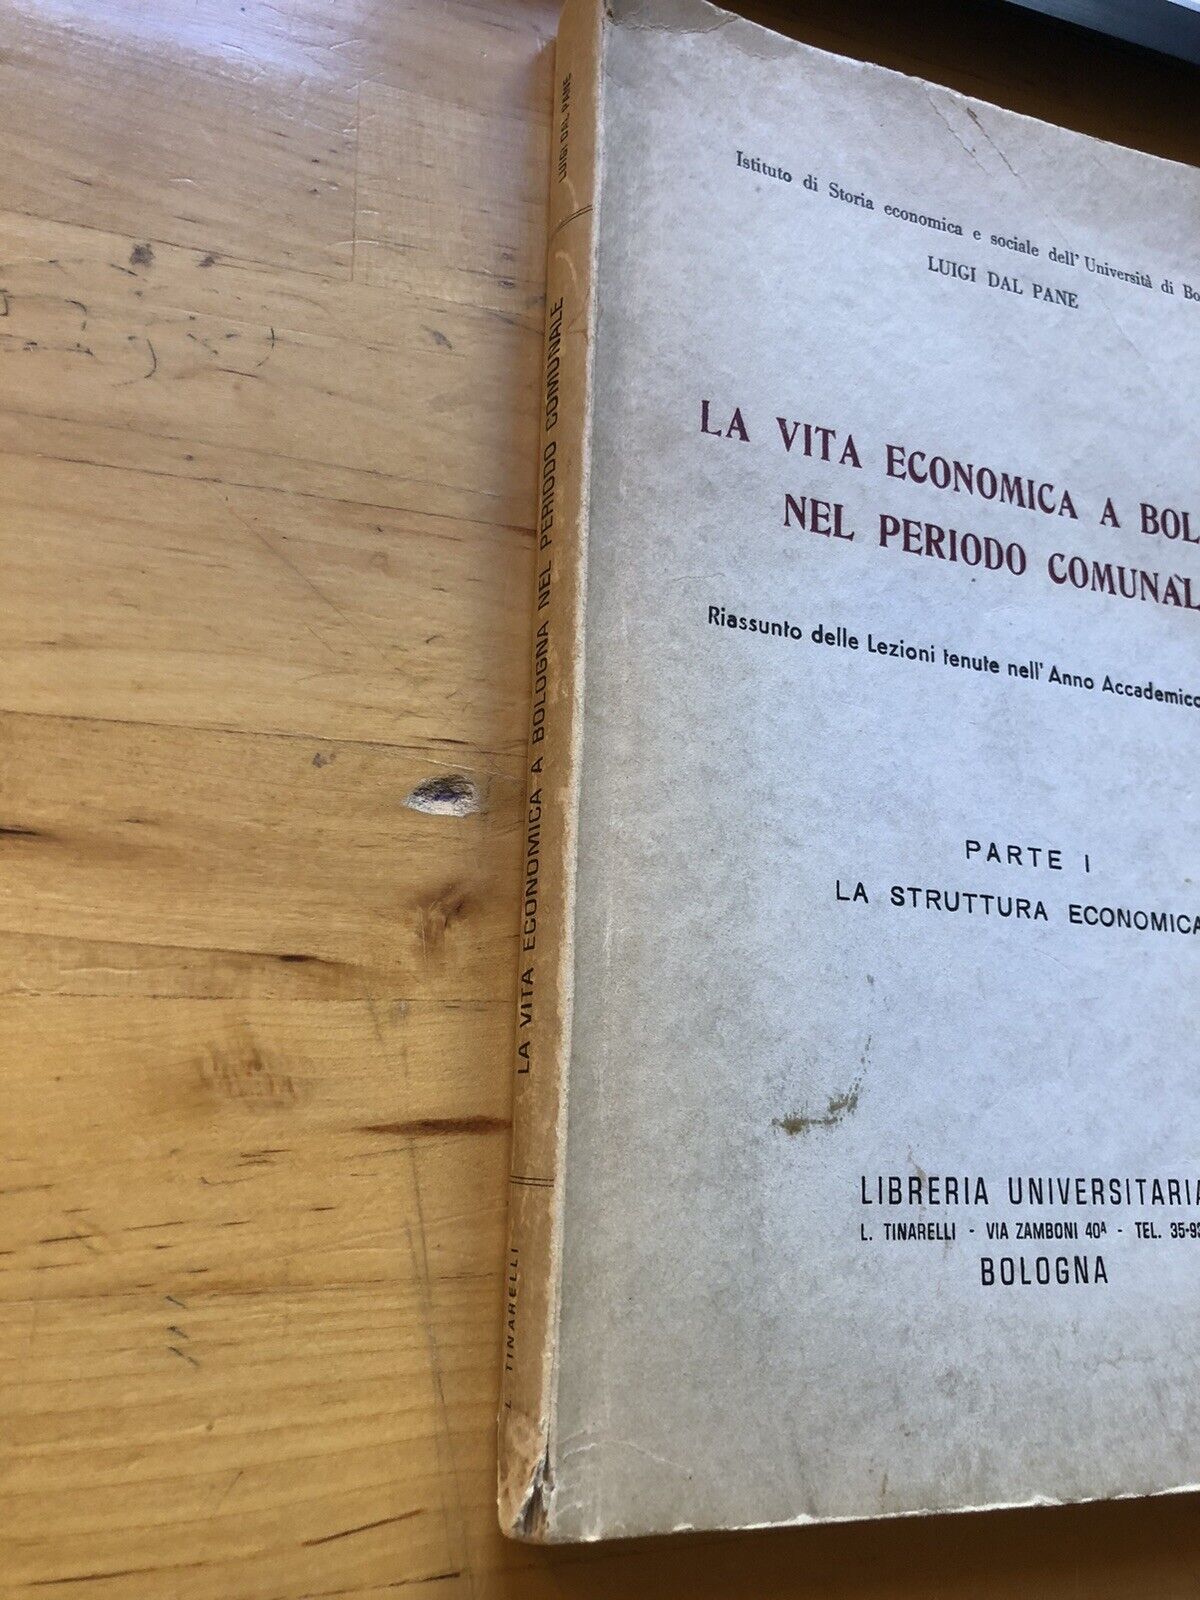 Istituto di Storia economica e sociale dell' Università di Bo
LUIGI DAL PANE
LA VITA ECONOMICA A BOL
NEL PERIODO COMUNAL
Riassunto delle Lezioni tenute nell' Anno Accademico
PARTE I
LA STRUTTURA ECONOMICA
LIBRERIA UNIVERSITARIA
L. TINARELLI - VIA ZAMBONI 40A - TEL. 35-93
BOLOGNA
LUIGI DAL PANE
LA VITA ECONOMICA A BOLOGNA NEL PERIODO COMUNALE
L. TINARELLI